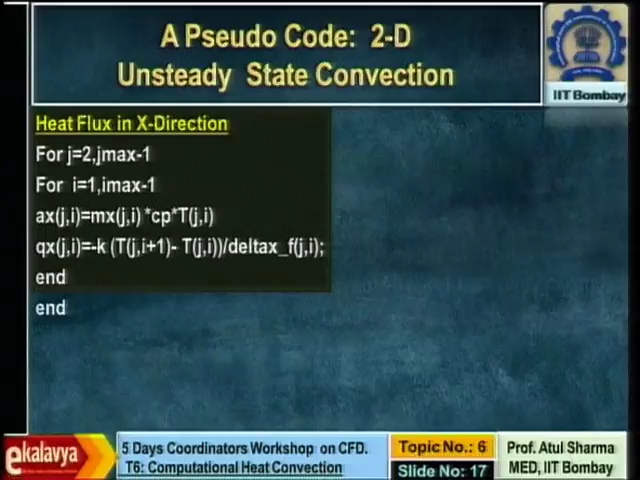 A Pseudo Code: 2-D
Unsteady State Convection
IIT Bombay
Heat Flux in X-Direction
For j=2,jmax-1
For i=1,imax-1
ax(j,i)=mx(j,i) *cp*T(j,i)
qx(j,i)=-k (T(j,i+1)- T(j,i))/deltax_f(j,i);
end
end
ekalavya
5 Days Coordinators Workshop on CFD.
T6: Computational Heat Convection
Topic No.: 6
Slide No: 17
Prof. Atul Sharma
MED, IIT Bombay